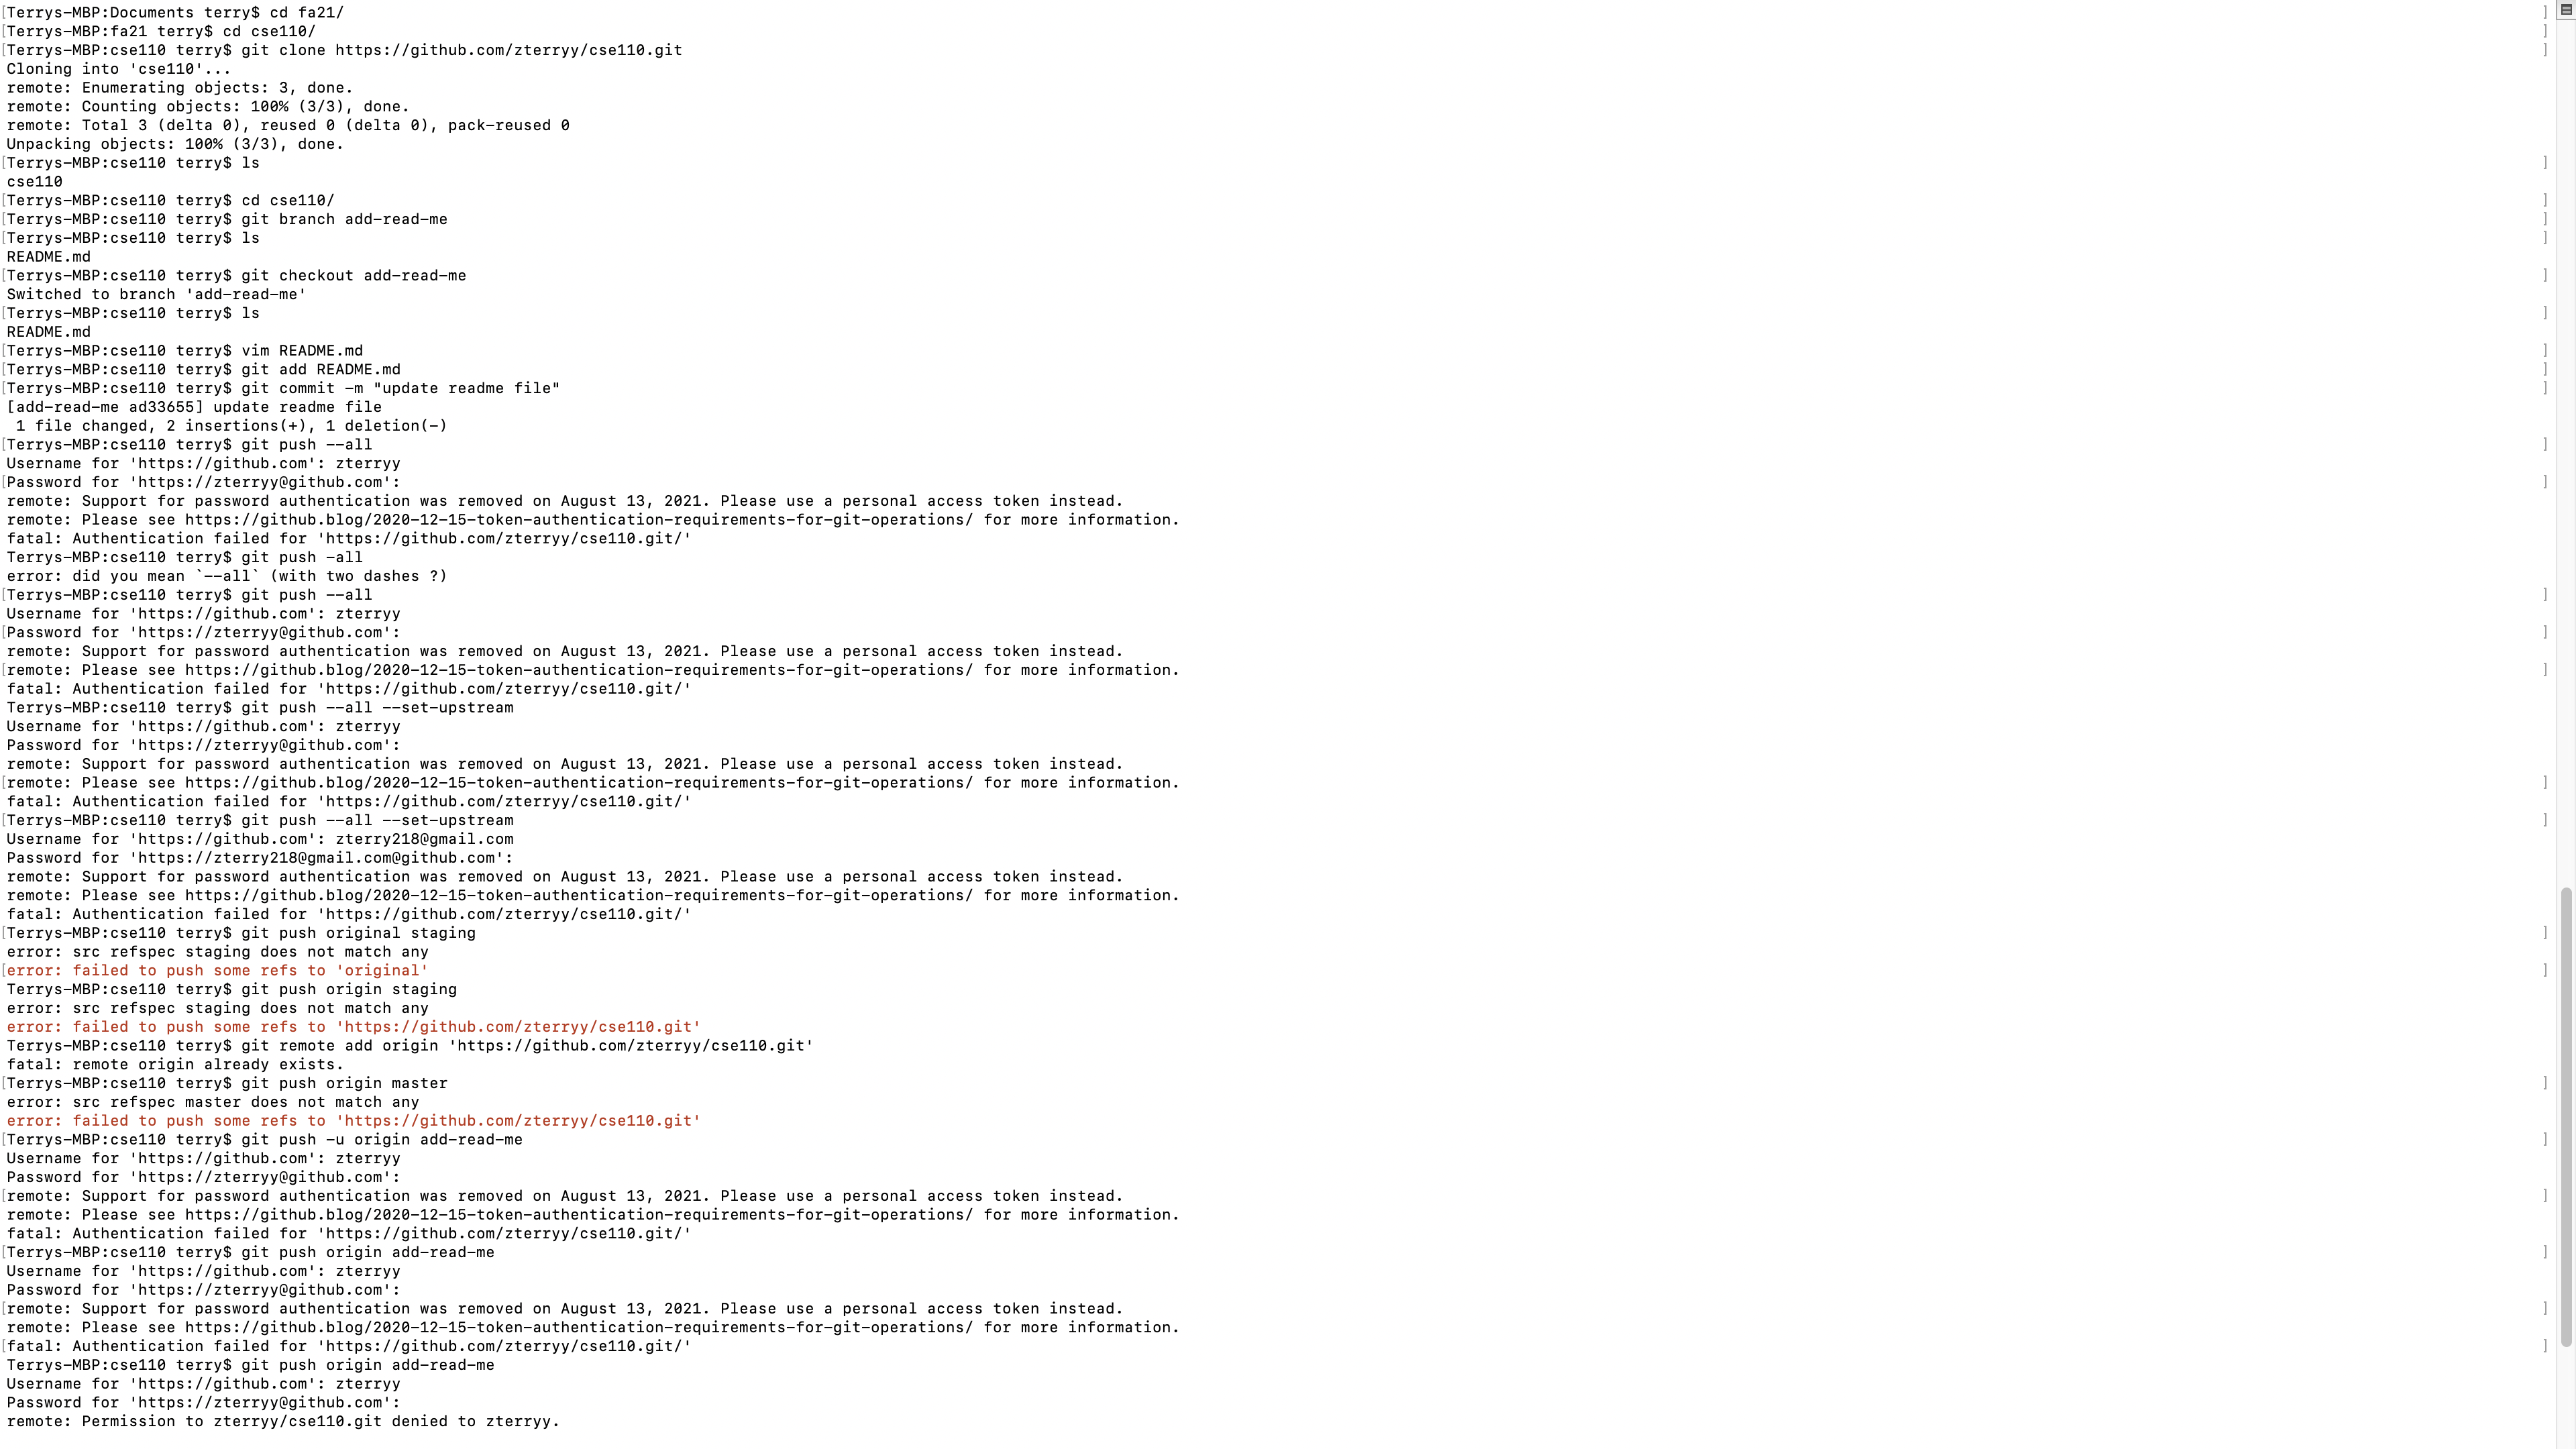 [Terrys-MBP:Documents terry$ cd fa21/ ]
[Terrys-MBP:fa21 terry$ cd cse110/ ]
[Terrys-MBP:cse110 terry$ git clone https://github.com/zterryy/cse110.git ]
Cloning into 'cse110'...
remote: Enumerating objects: 3, done.
remote: Counting objects: 100% (3/3), done.
remote: Total 3 (delta 0), reused 0 (delta 0), pack-reused 0
Unpacking objects: 100% (3/3), done.
[Terrys-MBP:cse110 terry$ ls ]
cse110
[Terrys-MBP:cse110 terry$ cd cse110/ ]
[Terrys-MBP:cse110 terry$ git branch add-read-me ]
[Terrys-MBP:cse110 terry$ ls ]
README.md
[Terrys-MBP:cse110 terry$ git checkout add-read-me ]
Switched to branch 'add-read-me'
[Terrys-MBP:cse110 terry$ ls ]
README.md
[Terrys-MBP:cse110 terry$ vim README.md ]
[Terrys-MBP:cse110 terry$ git add README.md ]
[Terrys-MBP:cse110 terry$ git commit -m "update readme file" ]
[add-read-me ad33655] update readme file
1 file changed, 2 insertions(+), 1 deletion(-)
[Terrys-MBP:cse110 terry$ git push --all ]
Username for 'https://github.com': zterryy
[Password for 'https://zterryy@github.com': ]
remote: Support for password authentication was removed on August 13, 2021. Please use a personal access token instead.
remote: Please see https://github.blog/2020-12-15-token-authentication-requirements-for-git-operations/ for more information.
fatal: Authentication failed for 'https://github.com/zterryy/cse110.git/'
Terrys-MBP:cse110 terry$ git push -all
error: did you mean `--all` (with two dashes ?)
[Terrys-MBP:cse110 terry$ git push --all ]
Username for 'https://github.com': zterryy
[Password for 'https://zterryy@github.com': ]
remote: Support for password authentication was removed on August 13, 2021. Please use a personal access token instead.
[remote: Please see https://github.blog/2020-12-15-token-authentication-requirements-for-git-operations/ for more information. ]
fatal: Authentication failed for 'https://github.com/zterryy/cse110.git/'
Terrys-MBP:cse110 terry$ git push --all --set-upstream
Username for 'https://github.com': zterryy
Password for 'https://zterryy@github.com':
remote: Support for password authentication was removed on August 13, 2021. Please use a personal access token instead.
[remote: Please see https://github.blog/2020-12-15-token-authentication-requirements-for-git-operations/ for more information. ]
fatal: Authentication failed for 'https://github.com/zterryy/cse110.git/'
[Terrys-MBP:cse110 terry$ git push --all --set-upstream ]
Username for 'https://github.com': zterry218@gmail.com
Password for 'https://zterry218@gmail.com@github.com':
remote: Support for password authentication was removed on August 13, 2021. Please use a personal access token instead.
remote: Please see https://github.blog/2020-12-15-token-authentication-requirements-for-git-operations/ for more information.
fatal: Authentication failed for 'https://github.com/zterryy/cse110.git/'
[Terrys-MBP:cse110 terry$ git push original staging ]
error: src refspec staging does not match any
[error: failed to push some refs to 'original' ]
Terrys-MBP:cse110 terry$ git push origin staging
error: src refspec staging does not match any
error: failed to push some refs to 'https://github.com/zterryy/cse110.git'
Terrys-MBP:cse110 terry$ git remote add origin 'https://github.com/zterryy/cse110.git'
fatal: remote origin already exists.
[Terrys-MBP:cse110 terry$ git push origin master ]
error: src refspec master does not match any
error: failed to push some refs to 'https://github.com/zterryy/cse110.git'
[Terrys-MBP:cse110 terry$ git push -u origin add-read-me ]
Username for 'https://github.com': zterryy
Password for 'https://zterryy@github.com':
[remote: Support for password authentication was removed on August 13, 2021. Please use a personal access token instead. ]
remote: Please see https://github.blog/2020-12-15-token-authentication-requirements-for-git-operations/ for more information.
fatal: Authentication failed for 'https://github.com/zterryy/cse110.git/'
[Terrys-MBP:cse110 terry$ git push origin add-read-me ]
Username for 'https://github.com': zterryy
Password for 'https://zterryy@github.com':
[remote: Support for password authentication was removed on August 13, 2021. Please use a personal access token instead. ]
remote: Please see https://github.blog/2020-12-15-token-authentication-requirements-for-git-operations/ for more information.
[fatal: Authentication failed for 'https://github.com/zterryy/cse110.git/' ]
Terrys-MBP:cse110 terry$ git push origin add-read-me
Username for 'https://github.com': zterryy
Password for 'https://zterryy@github.com':
remote: Permission to zterryy/cse110.git denied to zterryy.